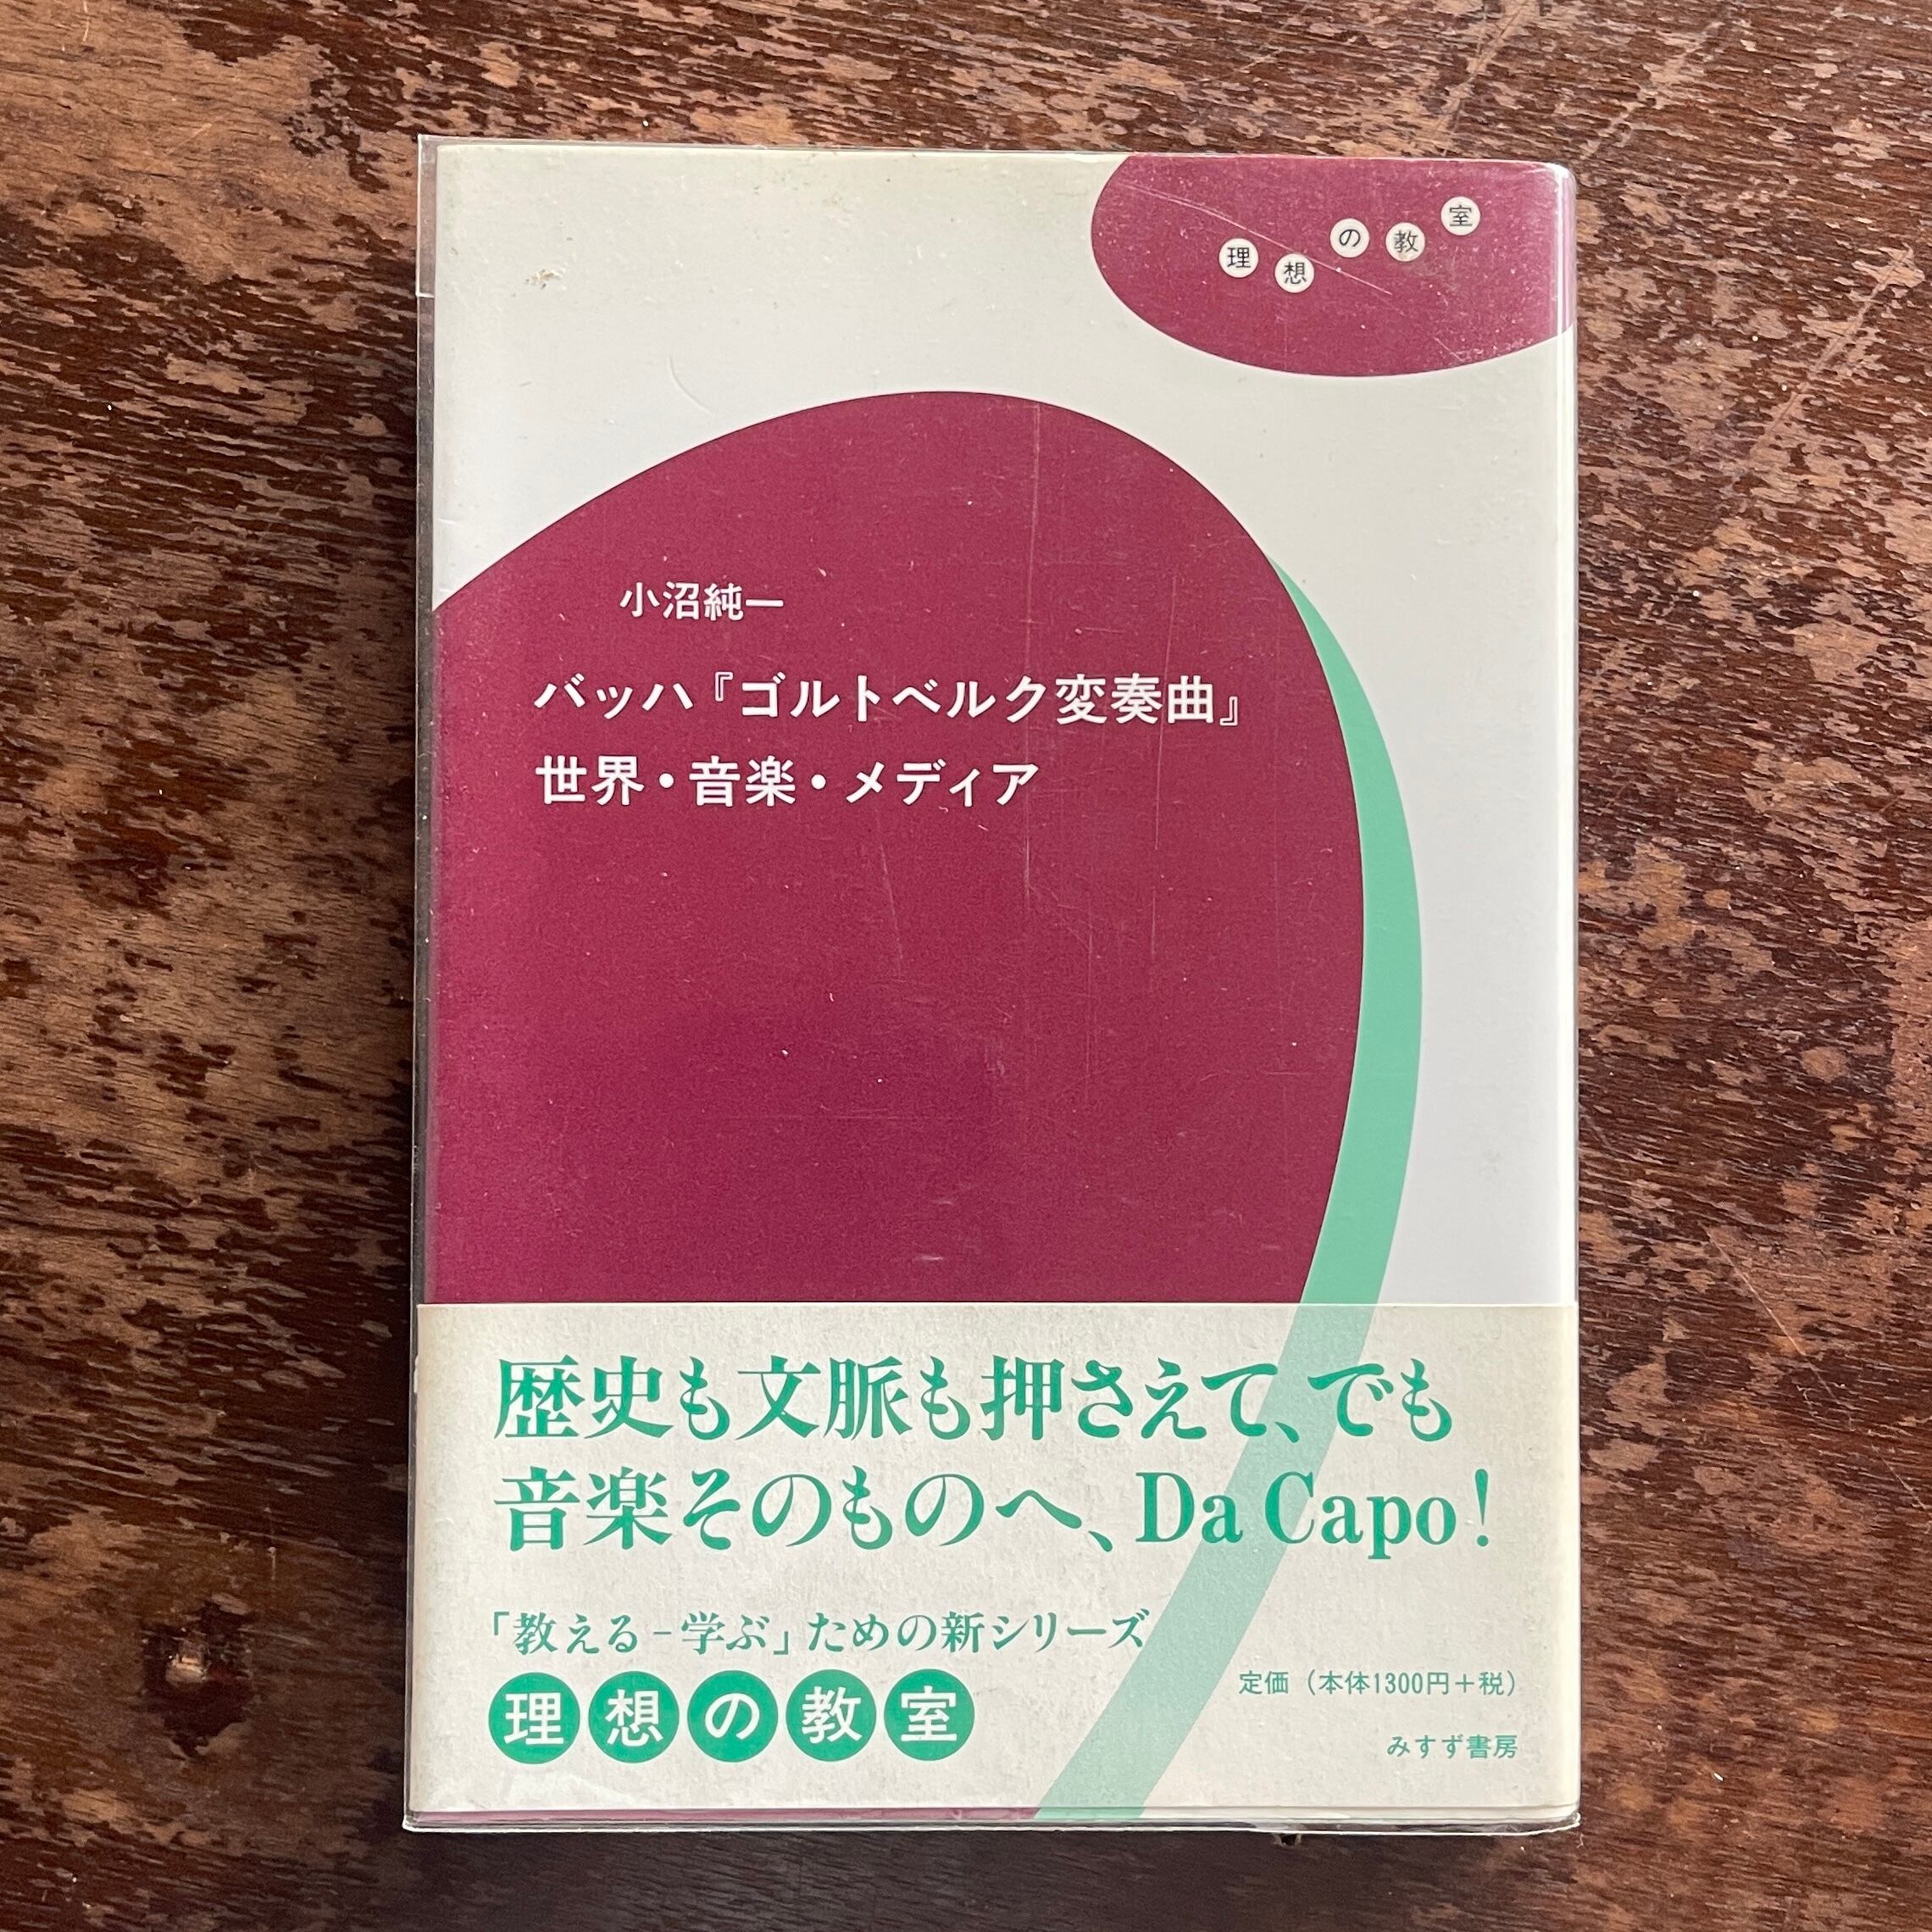 理想の教室
小沼純一
バッハ『ゴルトベルク変奏曲』
世界・音楽・メディア
歴史も文脈も押さえて、でも
音楽そのものへ、Da Capo!
「教える－学ぶ」ための新シリーズ
理想の教室
定価（本体1300円＋税）
みすず書房